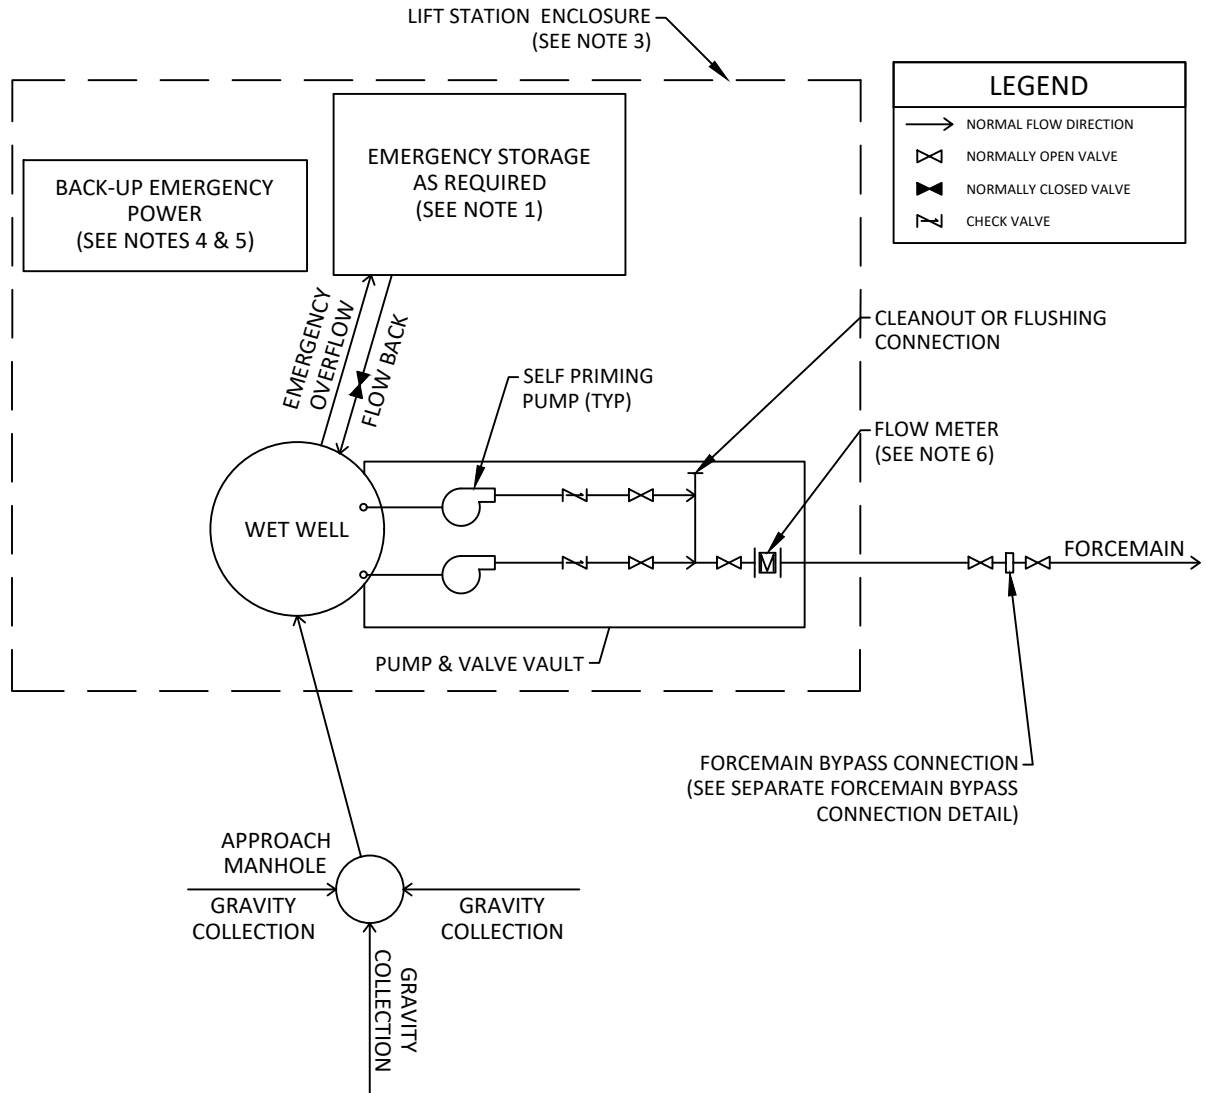 LIFT STATION ENCLOSURE
(SEE NOTE 3)
LEGEND
NORMAL FLOW DIRECTION
NORMALLY OPEN VALVE
NORMALLY CLOSED VALVE
CHECK VALVE
EMERGENCY STORAGE
AS REQUIRED
(SEE NOTE 1)
BACK-UP EMERGENCY
POWER
(SEE NOTES 4 & 5)
EMERGENCY
OVERFLOW
FLOW BACK
CLEANOUT OR FLUSHING
CONNECTION
SELF PRIMING
PUMP (TYP)
FLOW METER
(SEE NOTE 6)
WET WELL
FORCEMAIN
PUMP & VALVE VAULT
FORCEMAIN BYPASS CONNECTION
(SEE SEPARATE FORCEMAIN BYPASS
CONNECTION DETAIL)
APPROACH
MANHOLE
GRAVITY
COLLECTION
GRAVITY
COLLECTION
GRAVITY
COLLECTION